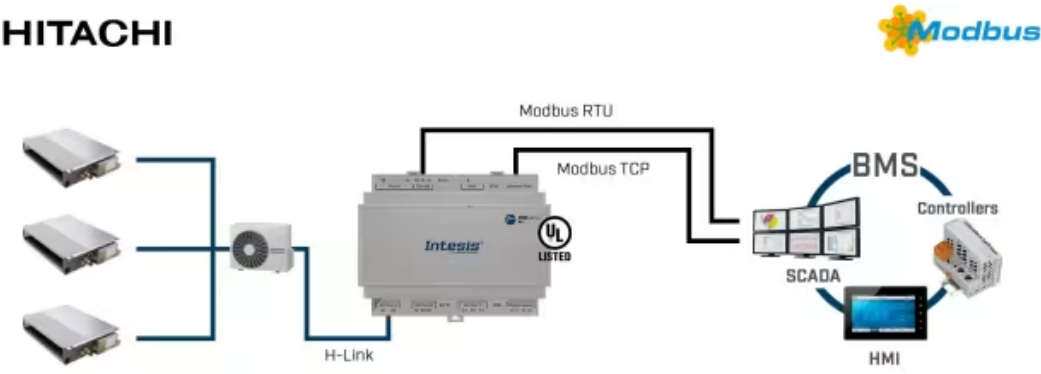 HITACHI
Modbus
Modbus RTU
Modbus TCP
BMS
Controllers
Intesis
UL
LISTED
SCADA
H-Link
HMI